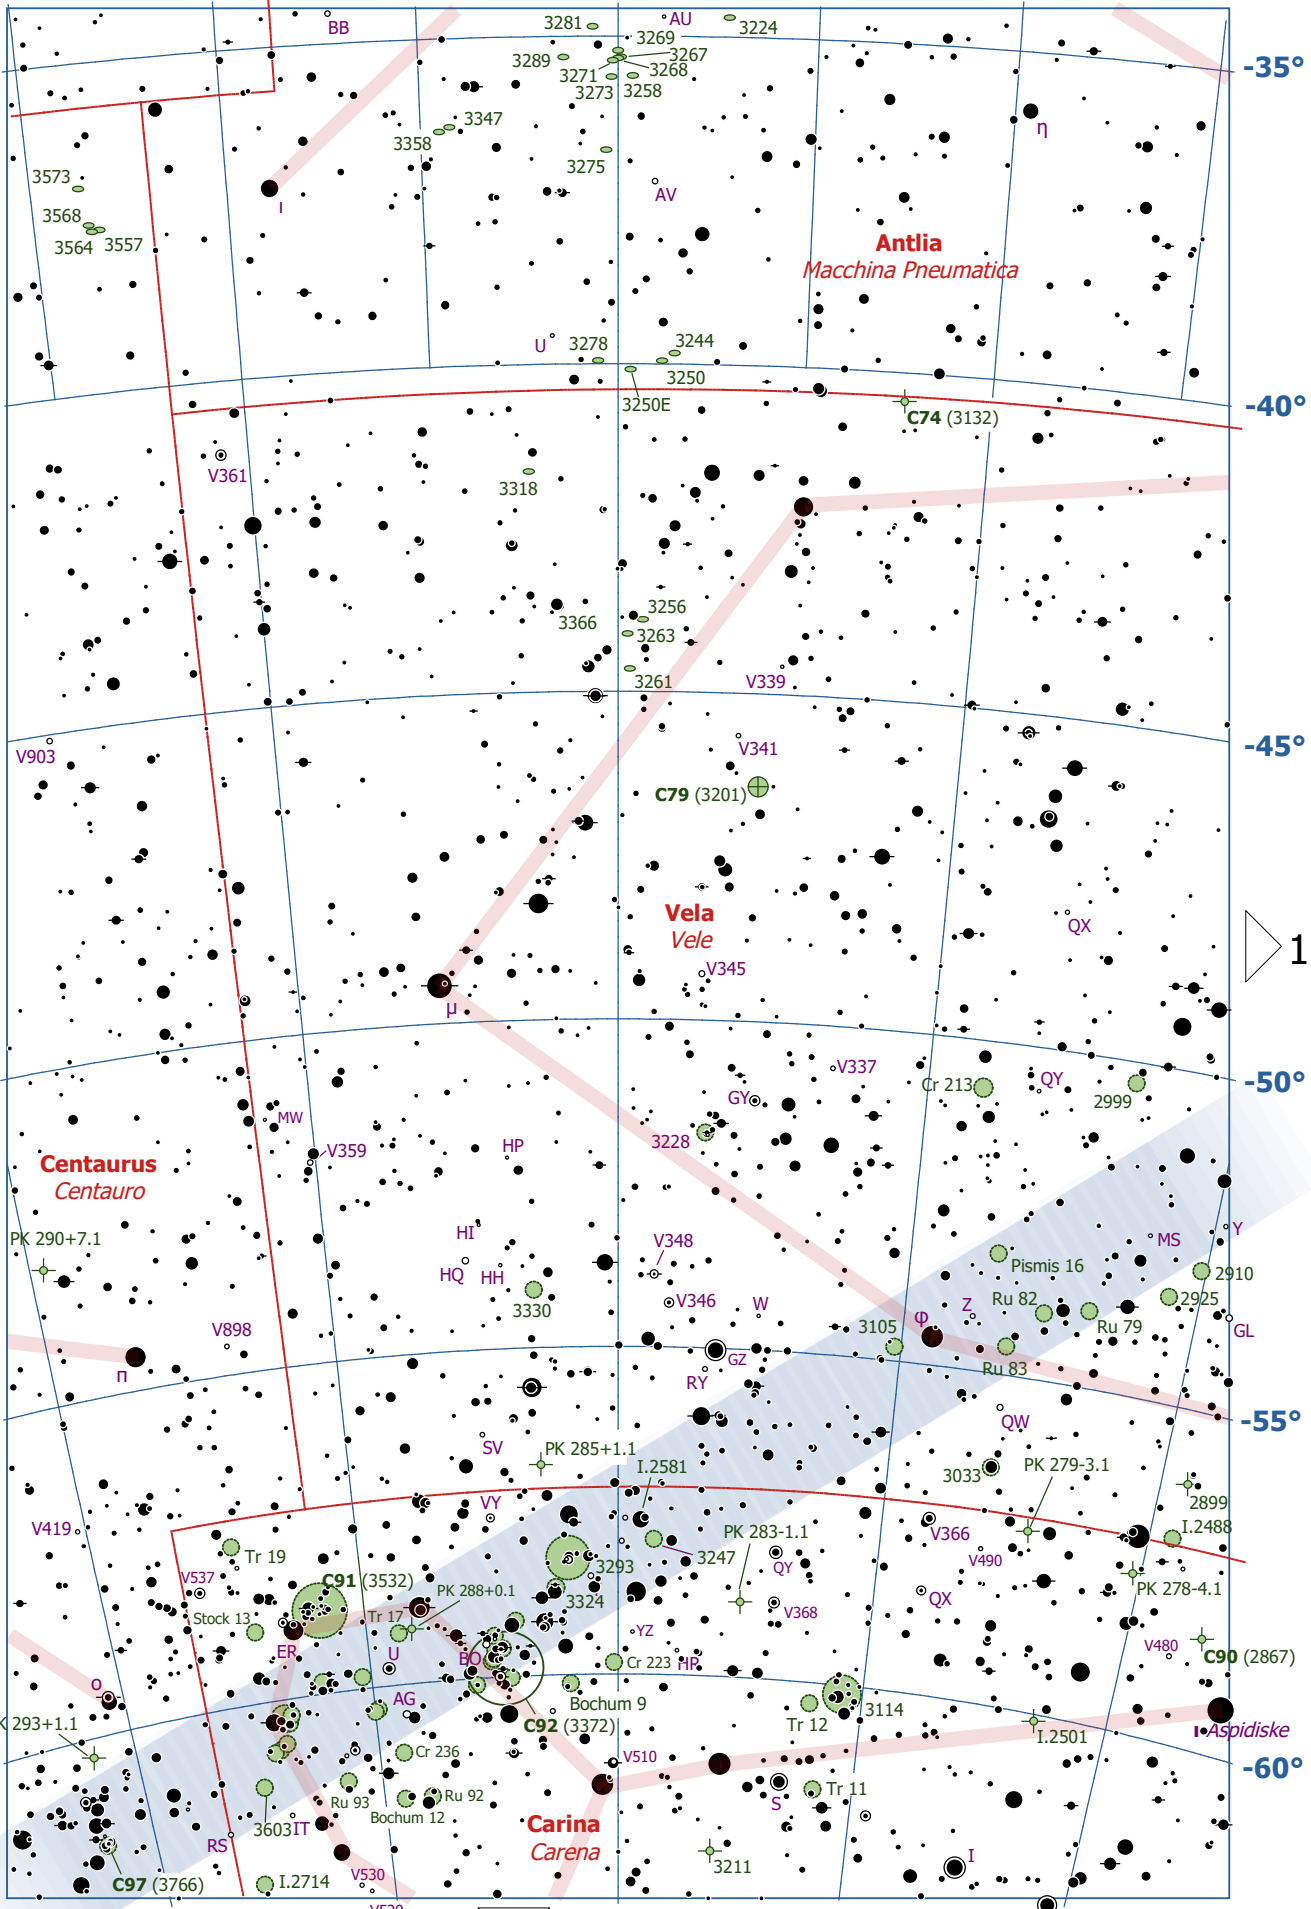 BB
3281
AU
3224
3269
3289
3267
3271
3268
3273
3258
-35°
3347
3358
η
3275
3573
AV
ι
3568
3564
3557
Antlia
Macchina Pneumatica
U
3278
3244
3250
3250E
-40°
C74 (3132)
V361
3318
3256
3366
3263
3261
V339
V903
V341
-45°
C79 (3201)
Vela
Vele
QX
1
V345
μ
V337
Cr 213
QY
-50°
GY
2999
MW
3228
V359
HP
Centaurus
Centauro
HI
Y
PK 290+7.1
V348
MS
Pismis 16
HQ
HH
2910
3330
V346
W
Z
Ru 82
2925
V898
φ
3105
Ru 79
GL
π
GZ
Ru 83
RY
QW
-55°
SV
PK 285+1.1
I.2581
3033
PK 279-3.1
VY
2899
V419
PK 283-1.1
V366
I.2488
Tr 19
3247
QY
V490
V537
C91 (3532)
3293
PK 288+0.1
3324
QX
PK 278-4.1
Stock 13
Tr 17
V368
ER
YZ
V480
U
BO
Cr 223
HR
C90 (2867)
ο
AG
Bochum 9
3114
PK 293+1.1
C92 (3372)
Tr 12
I.2501
ι Aspidiske
Cr 236
V510
-60°
Ru 93
Ru 92
S
Tr 11
Bochum 12
3603
IT
Carina
Carena
RS
I
3211
C97 (3766)
I.2714
V530